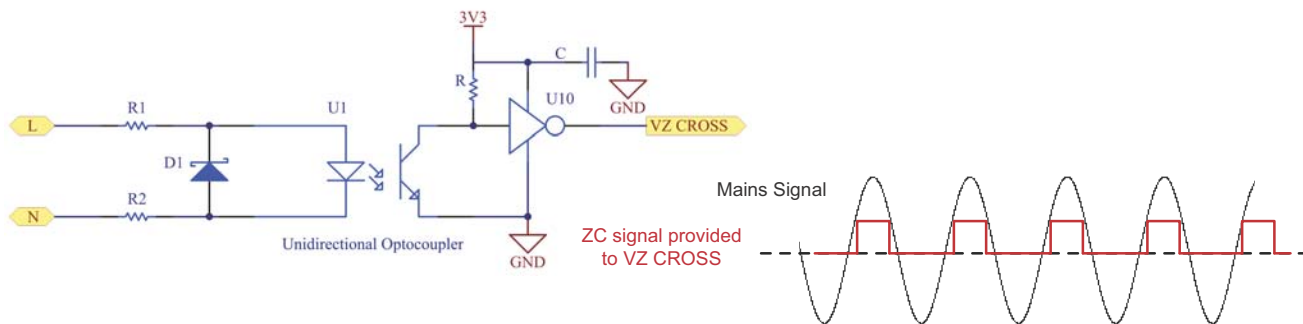 3V3
C
R
GND
U10
R1
U1
L
VZ CROSS
D1
R2
N
Unidirectional Optocoupler
GND
Mains Signal
ZC signal provided
to VZ CROSS